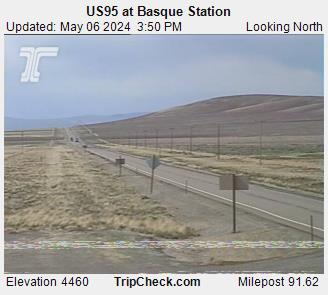 US95 at Basque Station
Updated: May 06 2024 3:50 PM Looking North
Elevation 4460 TripCheck.com Milepost 91.62